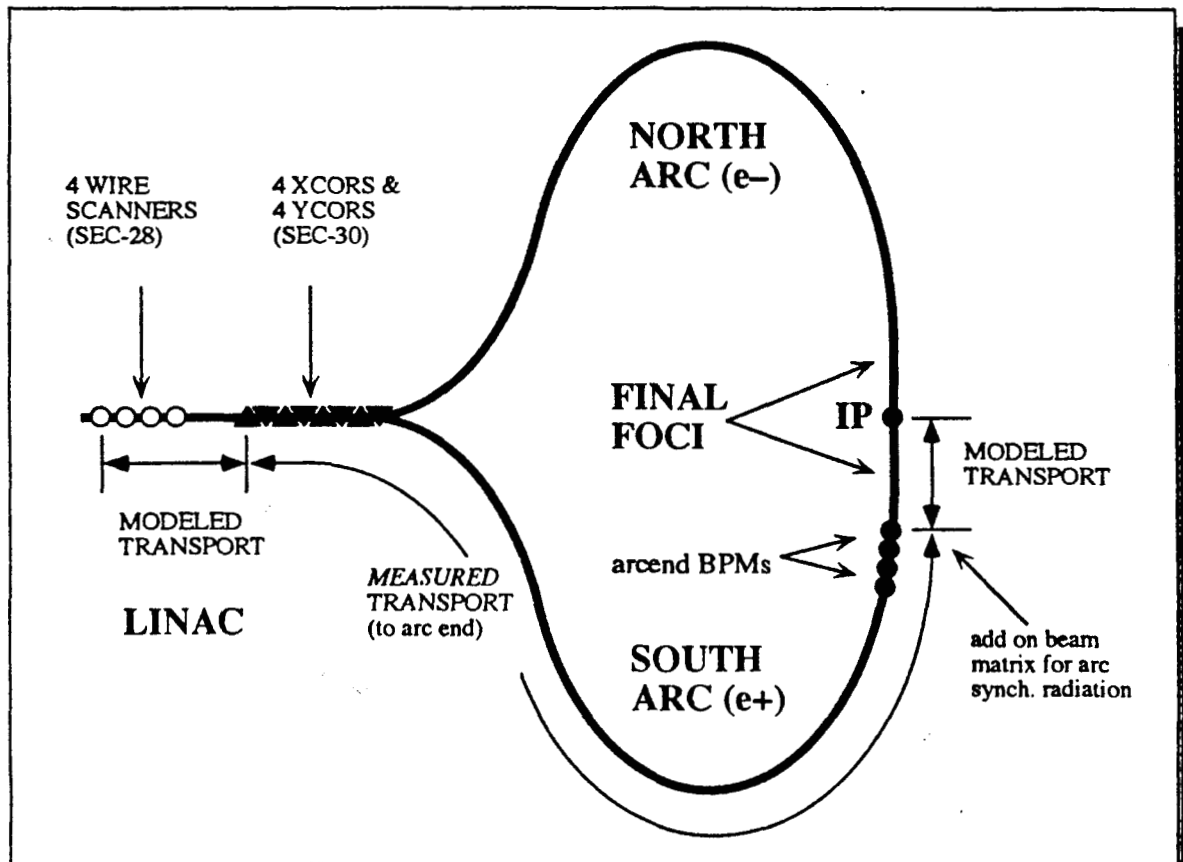 NORTH
ARC (e–)
4 WIRE
SCANNERS
(SEC-28)
4 XCORS &
4 YCORS
(SEC-30)
FINAL
FOCI
IP
MODELED
TRANSPORT
MODELED
TRANSPORT
MEASURED
TRANSPORT
(to arc end)
arcend BPMs
LINAC
SOUTH
ARC (e+)
add on beam
matrix for arc
synch. radiation